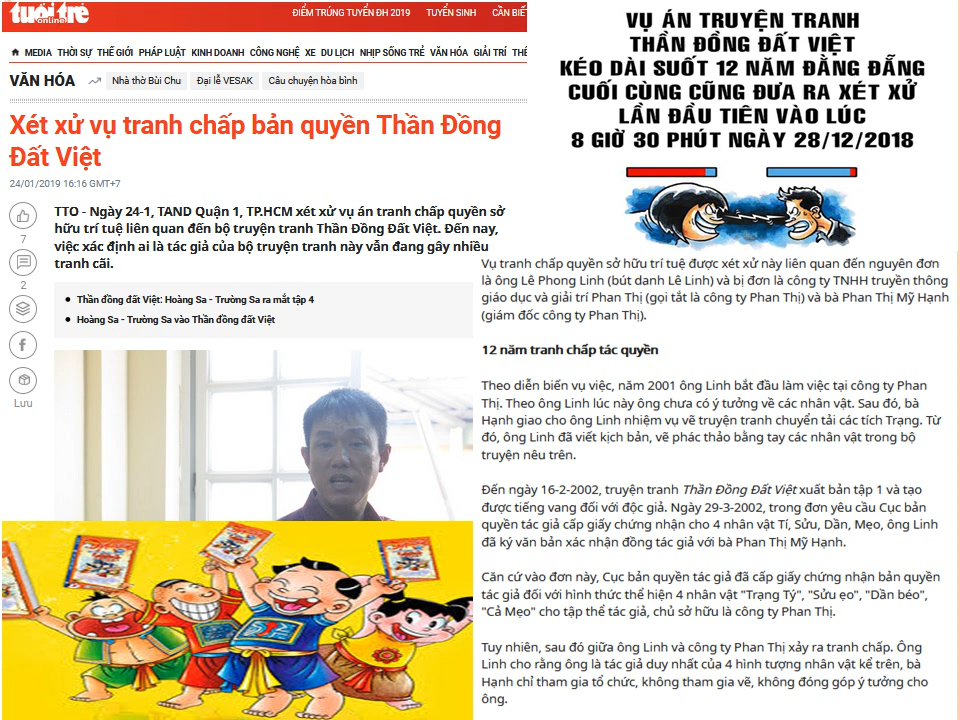 tuổi trẻ
online
ĐIỂM TRÚNG TUYỂN ĐH 2019 TUYỂN SINH CẦN BIẾ
MEDIA THỜI SỰ THẾ GIỚI PHÁP LUẬT KINH DOANH CÔNG NGHỆ XE DU LỊCH NHỊP SỐNG TRẺ VĂN HÓA GIẢI TRÍ THỂ
VĂN HÓA Nhà thờ Bùi Chu Đại lễ VESAK Câu chuyện hòa bình
Xét xử vụ tranh chấp bản quyền Thần Đồng
Đất Việt
24/01/2019 16:16 GMT+7
TTO - Ngày 24-1, TAND Quận 1, TP.HCM xét xử vụ án tranh chấp quyền sở
hữu trí tuệ liên quan đến bộ truyện tranh Thần Đồng Đất Việt. Đến nay,
việc xác định ai là tác giả của bộ truyện tranh này vẫn đang gây nhiều
tranh cãi.
7
2
Lưu
• Thần đồng đất Việt: Hoàng Sa - Trường Sa ra mắt tập 4
• Hoàng Sa - Trường Sa vào Thần đồng đất Việt
VỤ ÁN TRUYỆN TRANH
THẦN ĐỒNG ĐẤT VIỆT
KÉO DÀI SUỐT 12 NĂM ĐẰNG ĐẴNG
CUỐI CÙNG CŨNG ĐƯA RA XÉT XỬ
LẦN ĐẦU TIÊN VÀO LÚC
8 GIỜ 30 PHÚT NGÀY 28/12/2018
Vụ tranh chấp quyền sở hữu trí tuệ được xét xử này liên quan đến nguyên đơn
là ông Lê Phong Linh (bút danh Lê Linh) và bị đơn là công ty TNHH truyền thông
giáo dục và giải trí Phan Thị (gọi tắt là công ty Phan Thị) và bà Phan Thị Mỹ Hạnh
(giám đốc công ty Phan Thị).
12 năm tranh chấp tác quyền
Theo diễn biến vụ việc, năm 2001 ông Linh bắt đầu làm việc tại công ty Phan
Thị. Theo ông Linh lúc này ông chưa có ý tưởng về các nhân vật. Sau đó, bà
Hạnh giao cho ông Linh nhiệm vụ vẽ truyện tranh chuyển tải các tích Trạng. Từ
đó, ông Linh đã viết kịch bản, vẽ phác thảo bằng tay các nhân vật trong bộ
truyện nêu trên.
Đến ngày 16-2-2002, truyện tranh Thần Đồng Đất Việt xuất bản tập 1 và tạo
được tiếng vang đối với độc giả. Ngày 29-3-2002, trong đơn yêu cầu Cục bản
quyền tác giả cấp giấy chứng nhận cho 4 nhân vật Tí, Sửu, Dần, Mẹo, ông Linh
đã ký văn bản xác nhận đồng tác giả với bà Phan Thị Mỹ Hạnh.
Căn cứ vào đơn này, Cục bản quyền tác giả đã cấp giấy chứng nhận bản quyền
tác giả đối với hình thức thể hiện 4 nhân vật "Trạng Tý", "Sửu ẹo", "Dần béo",
"Cả Mẹo" cho tập thể tác giả, chủ sở hữu là công ty Phan Thị.
Tuy nhiên, sau đó giữa ông Linh và công ty Phan Thị xảy ra tranh chấp. Ông
Linh cho rằng ông là tác giả duy nhất của 4 hình tượng nhân vật kể trên, bà
Hạnh chỉ tham gia tổ chức, không tham gia vẽ, không đóng góp ý tưởng cho
ông.